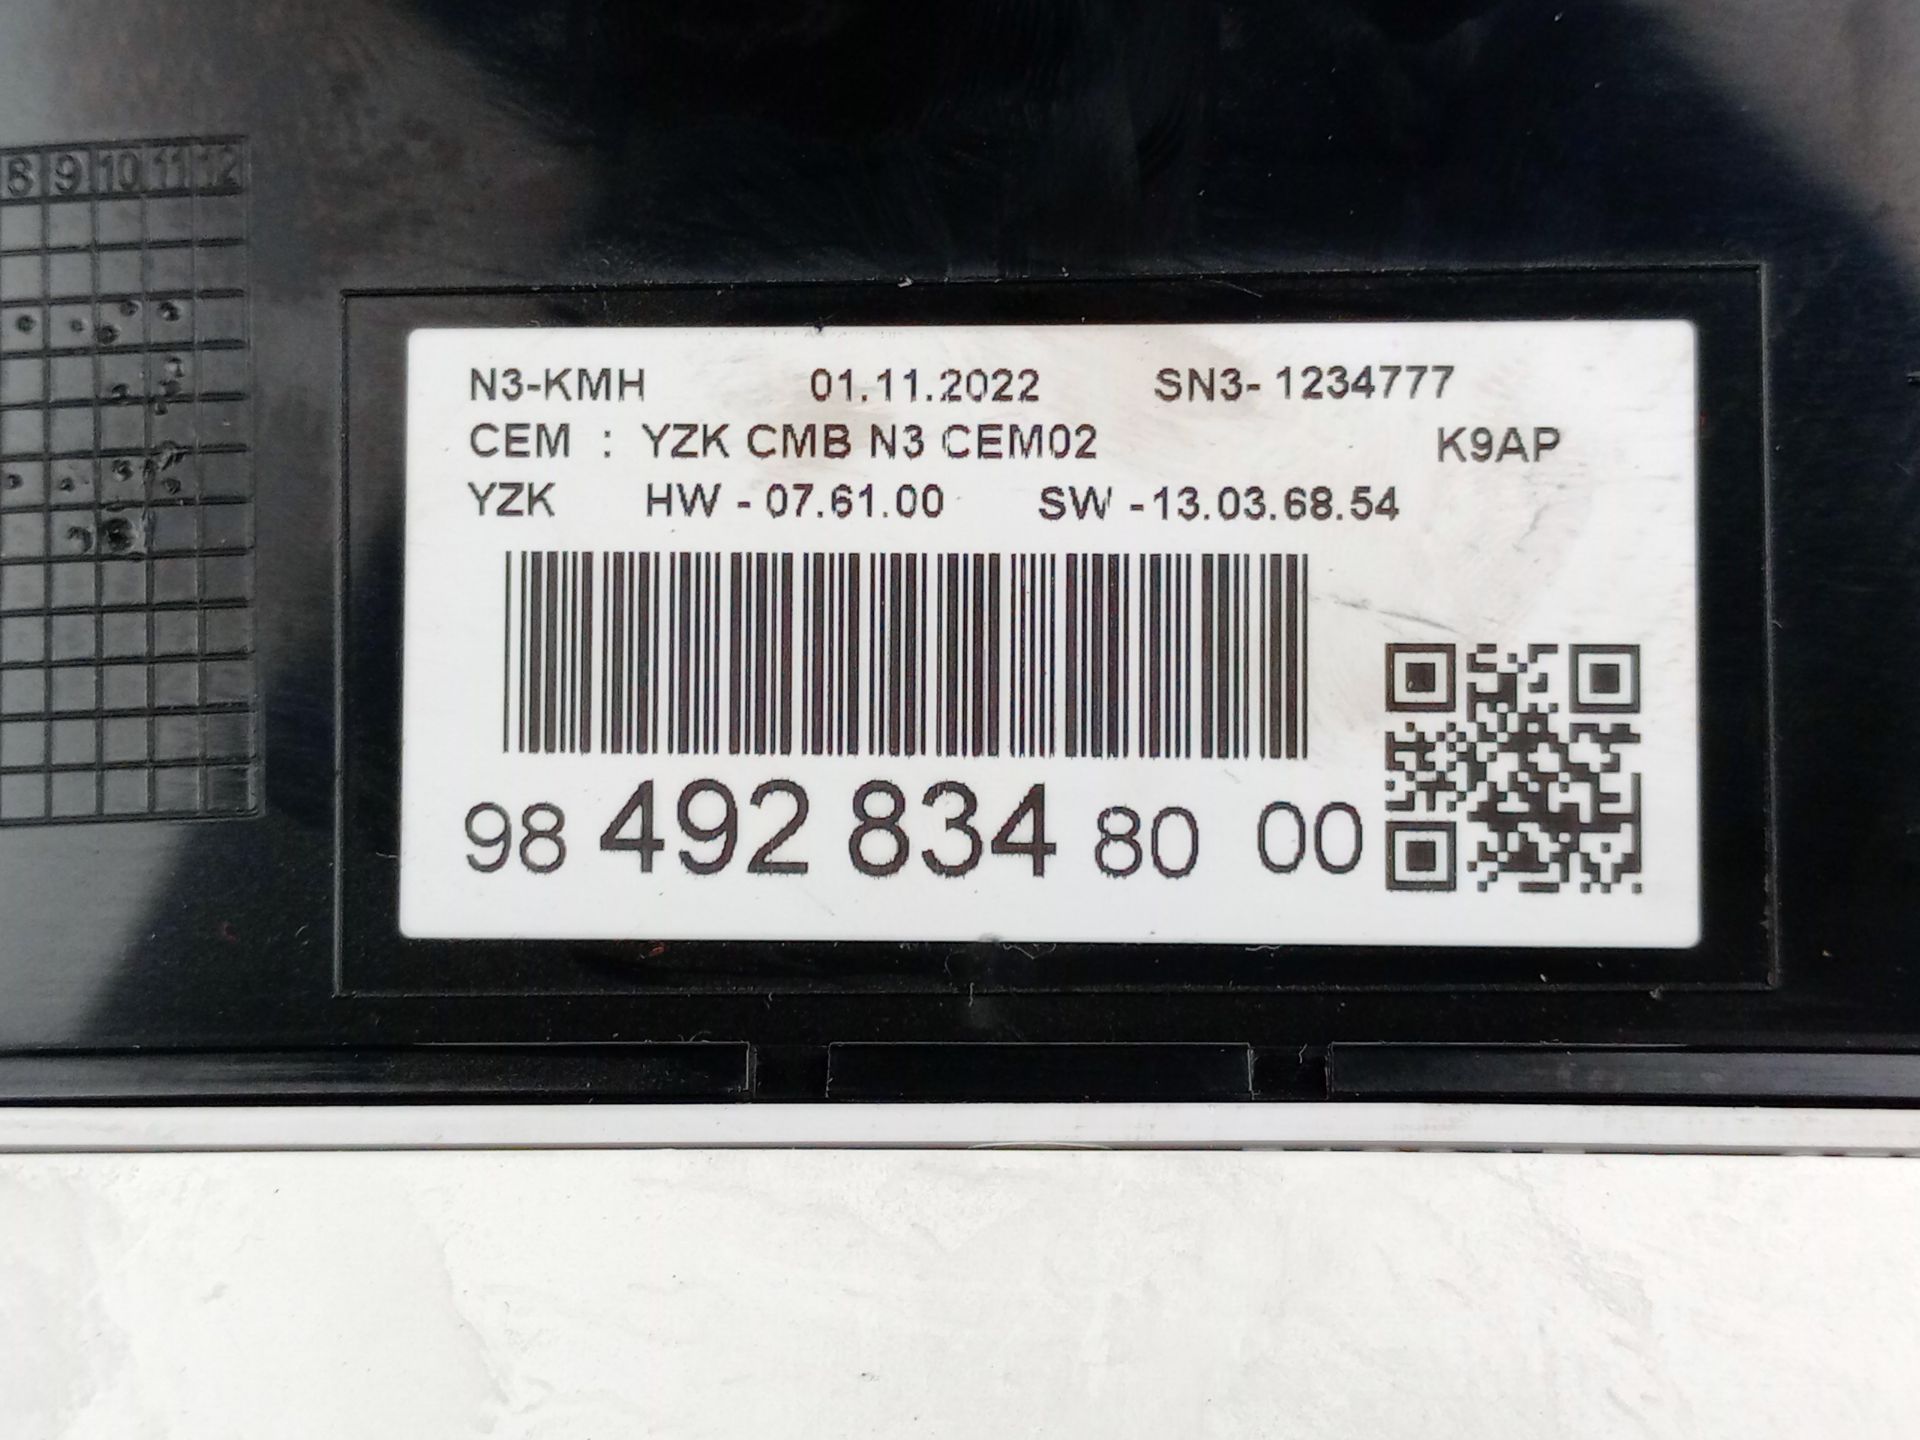 8 9 10 11 12
N3-KMH 01.11.2022 SN3- 1234777
CEM : YZK CMB N3 CEM02 K9AP
YZK HW - 07.61.00 SW -13.03.68.54
98 492 834 80 00